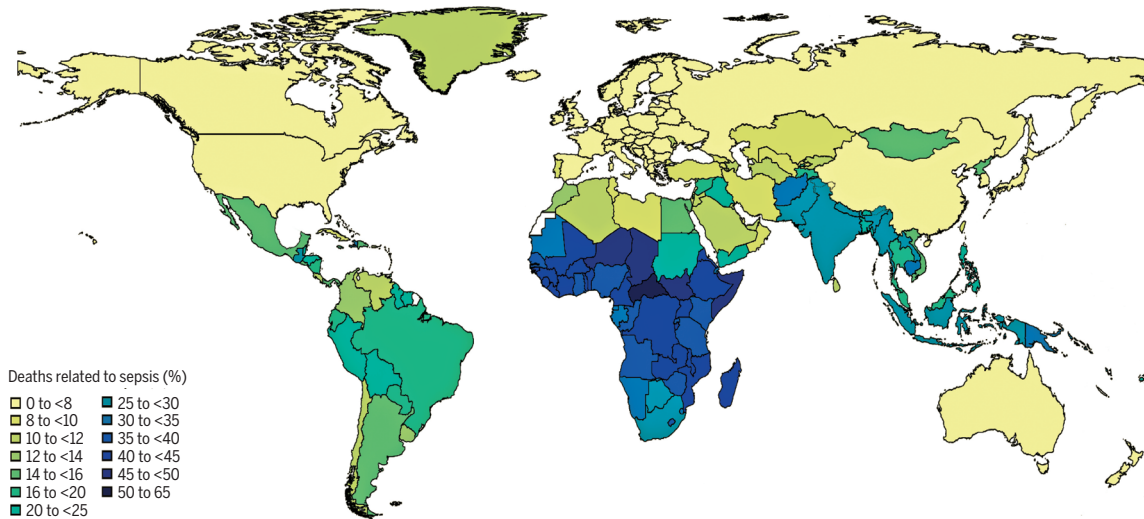 Deaths related to sepsis (%)
0 to <8
8 to <10
10 to <12
12 to <14
14 to <16
16 to <20
20 to <25
25 to <30
30 to <35
35 to <40
40 to <45
45 to <50
50 to 65